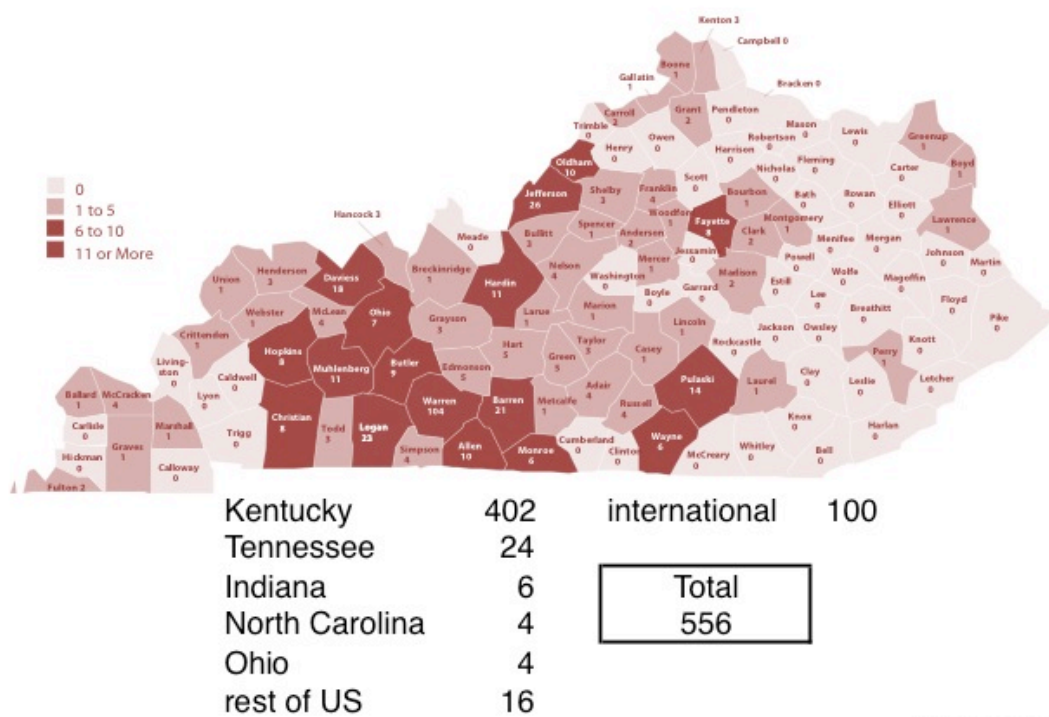 Kenton 3
Campbell 0
Boone
1
Gallatin
1
Bracken 0
Carroll
2
Grant
2
Pendleton
0
Trimble
0
Owen
0
Mason
0
Robertson
0
Lewis
0
Greenup
1
Henry
0
Harrison
0
Fleming
0
Carter
0
Boyd
1
Oldham
10
Scott
0
Nicholas
0
0
1 to 5
6 to 10
11 or More
Jefferson
26
Shelby
3
Franklin
4
Bourbon
1
Bath
0
Rowan
0
Elliott
0
Hancock 3
Woodford
1
Fayette
8
Montgomery
1
Lawrence
1
Meade
0
Bullitt
3
Spencer
1
Anderson
2
Clark
2
Menifee
0
Morgan
0
Johnson
0
Martin
0
Union
1
Henderson
3
Daviess
18
Breckinridge
1
Hardin
11
Nelson
4
Washington
0
Mercer
1
Jessamin
0
Madison
2
Powell
0
Estill
0
Wolfe
0
Magoffin
0
Webster
1
McLean
4
Ohio
7
Grayson
3
Larue
1
Marion
1
Boyle
0
Garrard
0
Lee
0
Breathitt
0
Floyd
0
Pike
0
Crittenden
1
Hopkins
8
Muhlenberg
11
Butler
9
Edmonson
5
Hart
5
Green
5
Taylor
3
Casey
1
Lincoln
1
Rockcastle
0
Jackson
0
Owsley
0
Perry
1
Knott
0
Living-
ston
0
Caldwell
0
Lyon
0
Warren
104
Barren
21
Metcalfe
1
Adair
4
Russell
4
Pulaski
14
Laurel
1
Clay
0
Leslie
0
Letcher
0
Ballard
1
McCracken
4
Carlisle
0
Graves
1
Marshall
1
Trigg
0
Christian
8
Todd
3
Logan
23
Simpson
4
Allen
10
Monroe
6
Cumberland
0
Clinton
0
Wayne
6
McCreary
0
Whitley
0
Knox
0
Bell
0
Harlan
0
Hickman
0
Calloway
0
Fulton 2
Kentucky 402 international 100
Tennessee 24
Indiana 6 Total
North Carolina 4 556
Ohio 4
rest of US 16